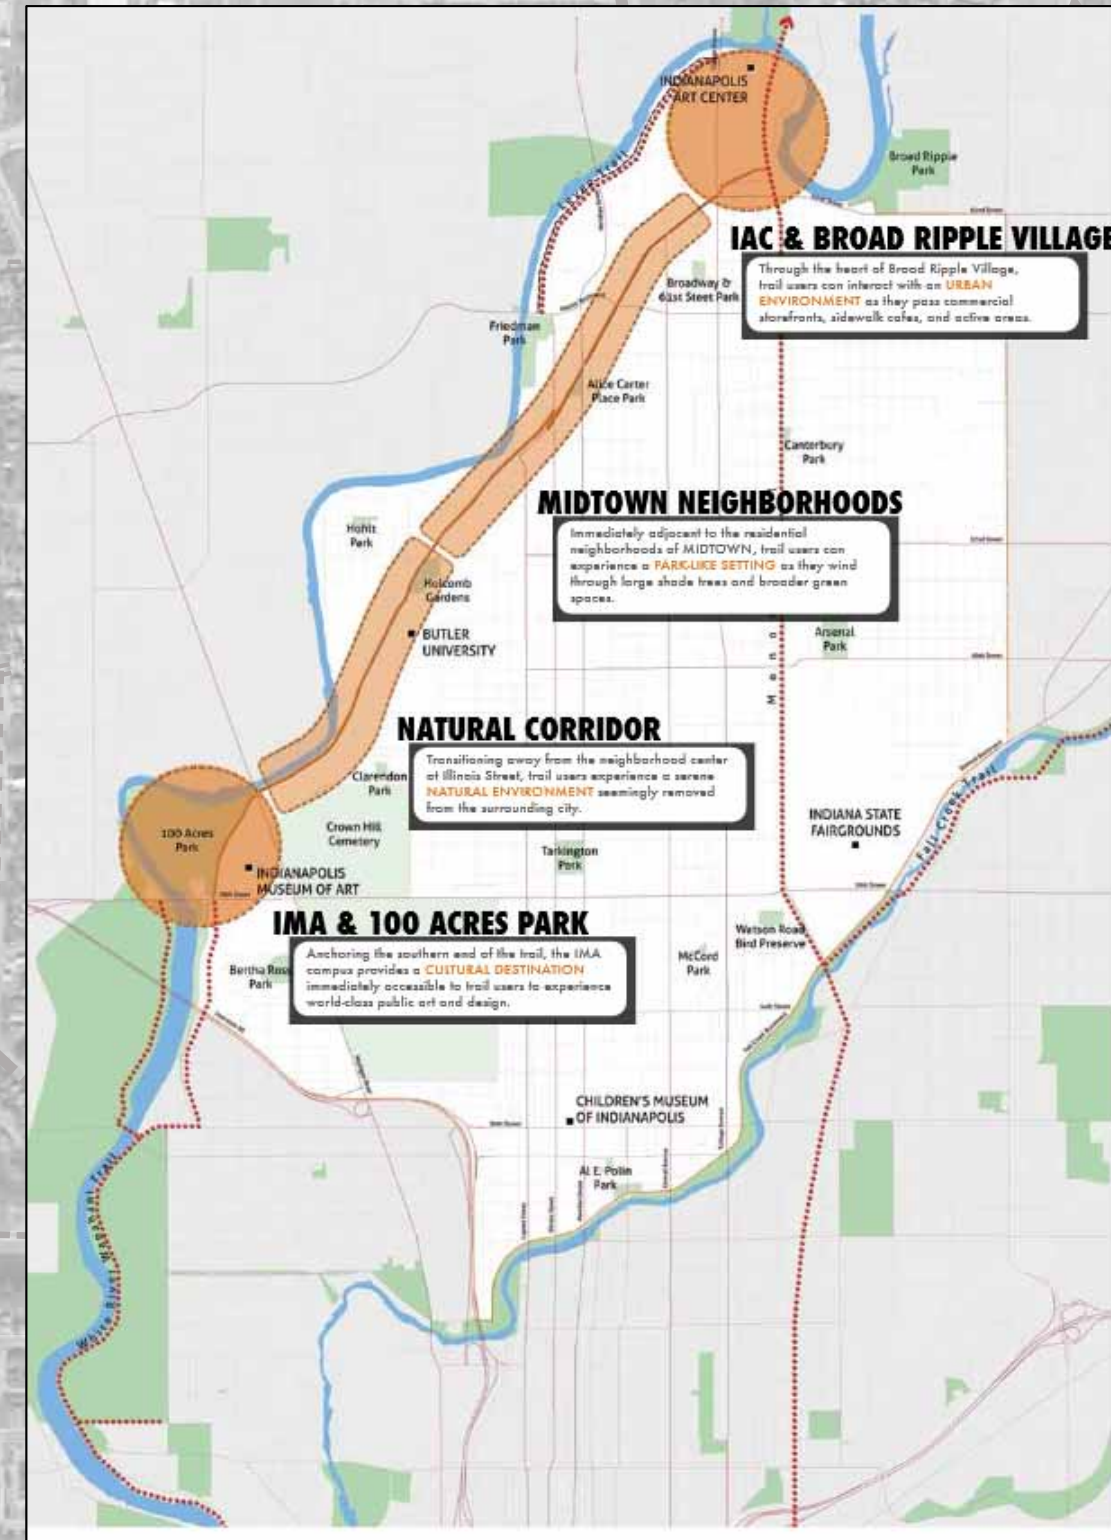 INDIANAPOLIS
ART CENTER
Broad Ripple
Park
IAC & BROAD RIPPLE VILLAGE
Through the heart of Broad Ripple Village,
trail users can interact with an URBAN
ENVIRONMENT as they pass commercial
storefronts, sidewalk cafes, and active areas.
Broadway &
61st Street Park
Friedman
Park
Alice Carter
Place Park
Canterbury
Park
MIDTOWN NEIGHBORHOODS
Immediately adjacent to the residential
neighborhoods of MIDTOWN, trail users can
experience a PARK-LIKE SETTING as they wind
through large shade trees and broader green
spaces.
Holcomb
Gardens
BUTLER
UNIVERSITY
Arsenal
Park
NATURAL CORRIDOR
Transitioning away from the neighborhood center
at Illinois Street, trail users experience a serene
NATURAL ENVIRONMENT seemingly removed
from the surrounding city.
Clarendon
Park
100 Acres
Park
Crown Hill
Cemetery
INDIANA STATE
FAIRGROUNDS
Fall Creek Trail
Tarkington
Park
INDIANAPOLIS
MUSEUM OF ART
IMA & 100 ACRES PARK
Anchoring the southern end of the trail, the IMA
campus provides a CULTURAL DESTINATION
immediately accessible to trail users to experience
world-class public art and design.
Watson Road
Bird Preserve
McCord
Park
Bertha Ross
Park
CHILDREN'S MUSEUM
OF INDIANAPOLIS
Al E. Polin
Park
White River Wapahani Trail